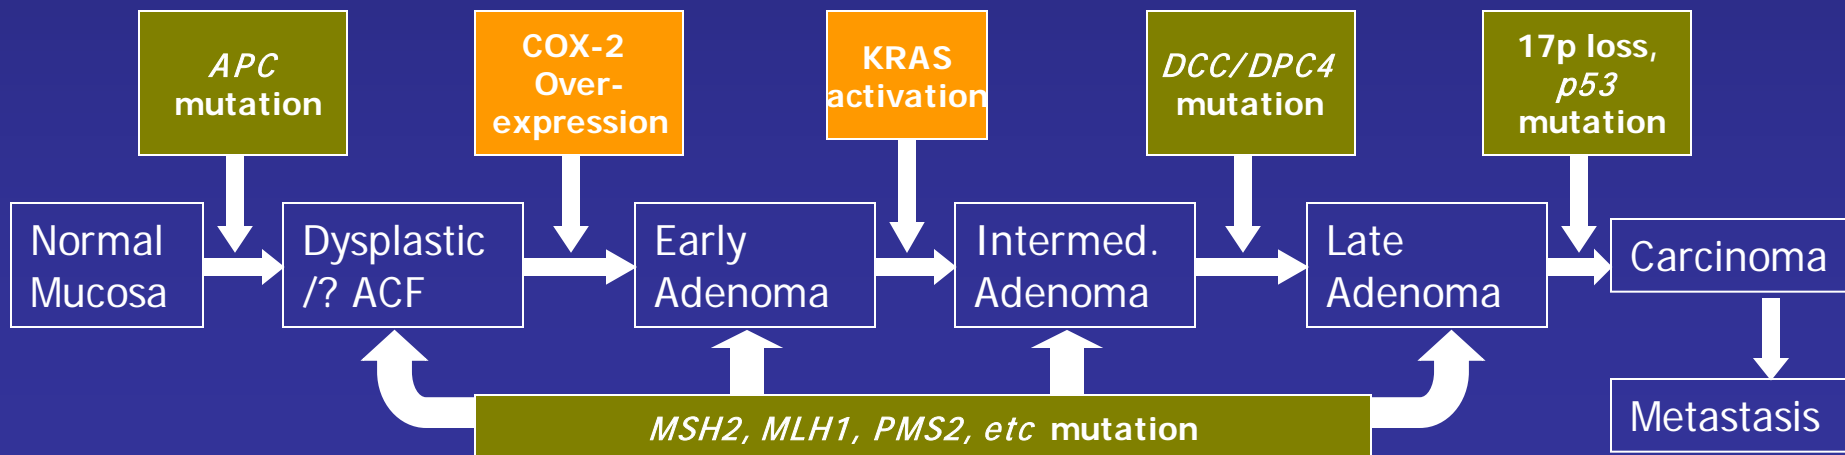 APC
mutation
COX-2
Over-
expression
KRAS
activation
DCC/DPC4
mutation
17p loss,
p53
mutation
Normal
Mucosa
Dysplastic
/? ACF
Early
Adenoma
Intermed.
Adenoma
Late
Adenoma
Carcinoma
MSH2, MLH1, PMS2, etc mutation
Metastasis